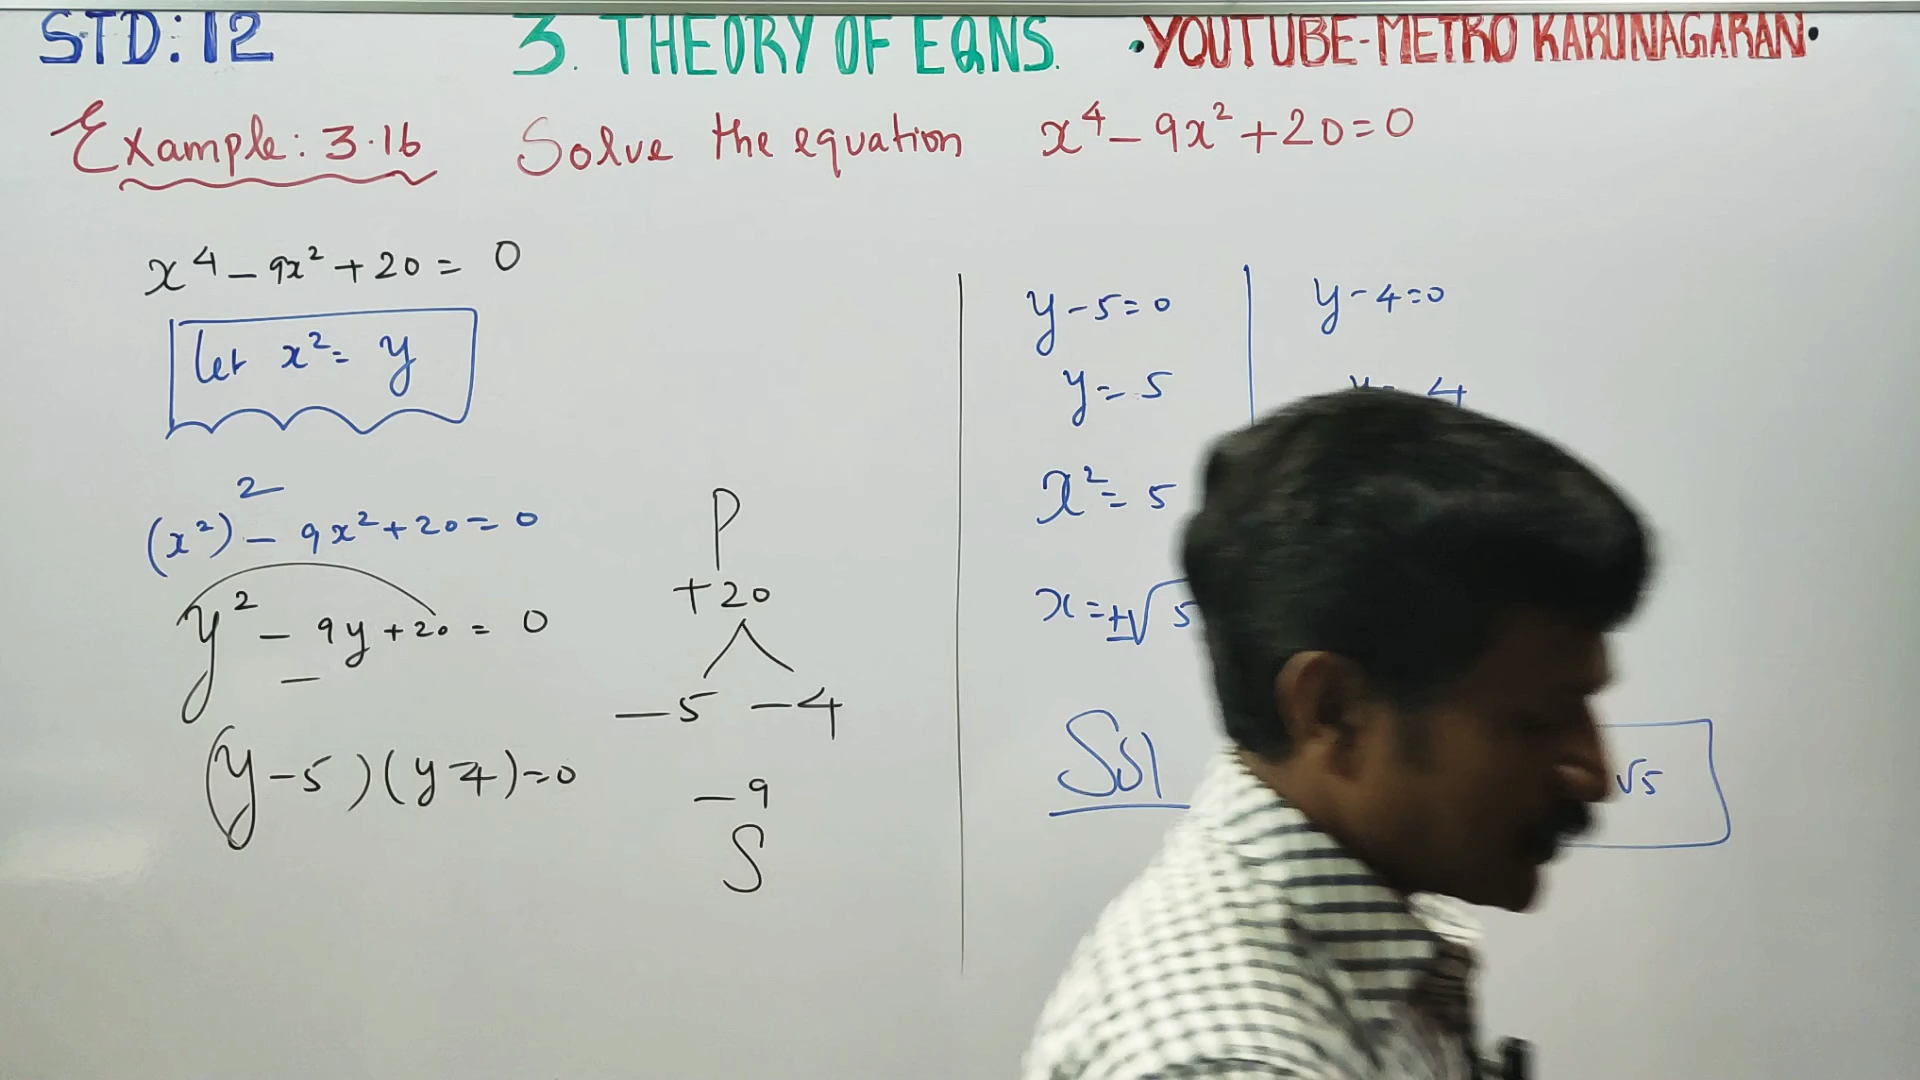 STD: 12
3. THEORY OF EQNS.
•YOUTUBE-METRO KARUNAGARAN•
Example: 3.16 Solve the equation x⁴ - 9x² + 20 = 0
x⁴ - 9x² + 20 = 0
let x² = y
(x²)² - 9x² + 20 = 0
y² - 9y + 20 = 0
(y - 5)(y - 4) = 0
P
+20
-5 -4
-9
S
y - 5 = 0
y = 5
x² = 5
x = ±√5
y - 4 = 0
4
Sol
√5